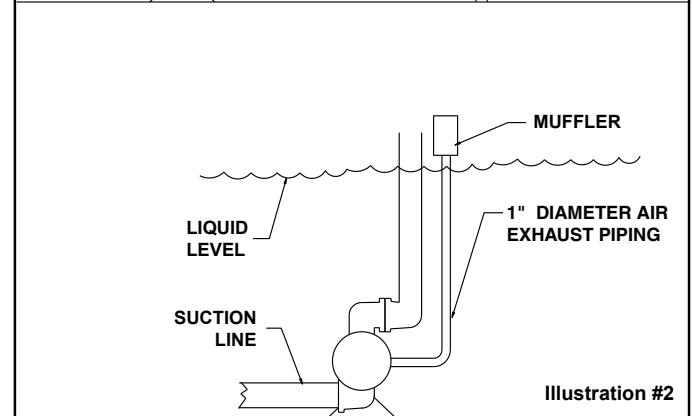 MUFFLER
1" DIAMETER AIR
EXHAUST PIPING
LIQUID
LEVEL
SUCTION
LINE
Illustration #2